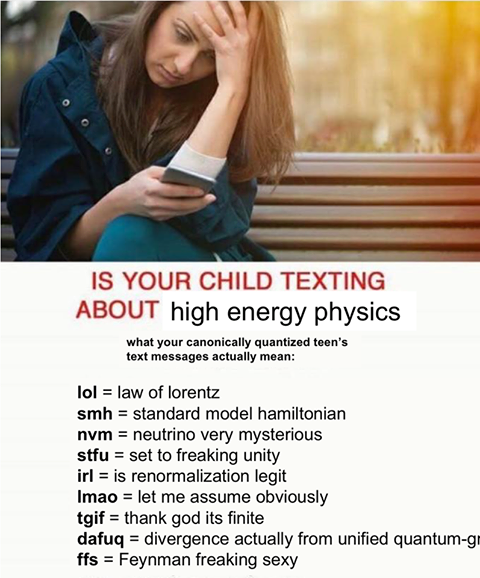 IS YOUR CHILD TEXTING
ABOUT high energy physics
what your canonically quantized teen's
text messages actually mean:
lol = law of lorentz
smh = standard model hamiltonian
nvm = neutrino very mysterious
stfu = set to freaking unity
irl = is renormalization legit
lmao = let me assume obviously
tgif = thank god its finite
dafuq = divergence actually from unified quantum-gr
ffs = Feynman freaking sexy